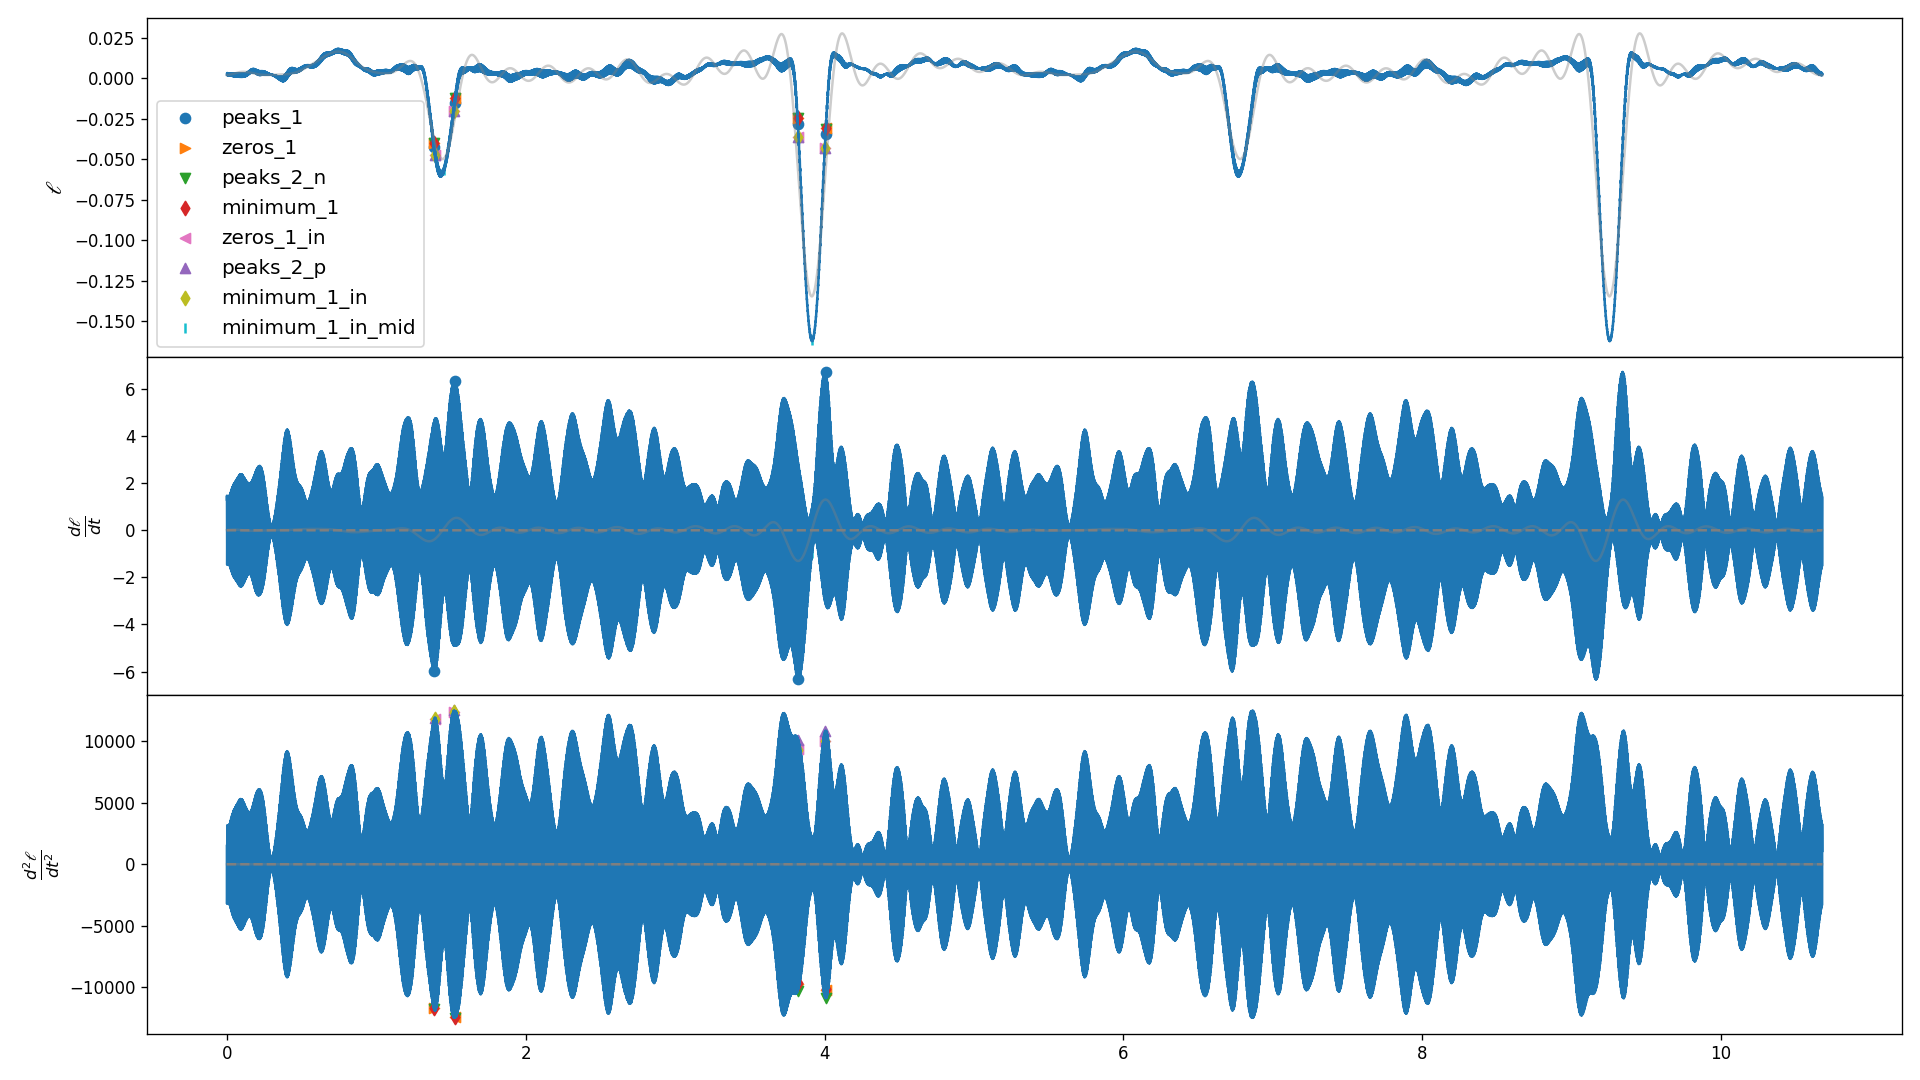 0.025
0.000
−0.025
−0.050
−0.075
−0.100
−0.125
−0.150
ℓ
peaks_1
zeros_1
peaks_2_n
minimum_1
zeros_1_in
peaks_2_p
minimum_1_in
minimum_1_in_mid
6
4
2
0
−2
−4
−6
dℓ
dt
10000
5000
0
−5000
−10000
d²ℓ
dt²
0 2 4 6 8 10